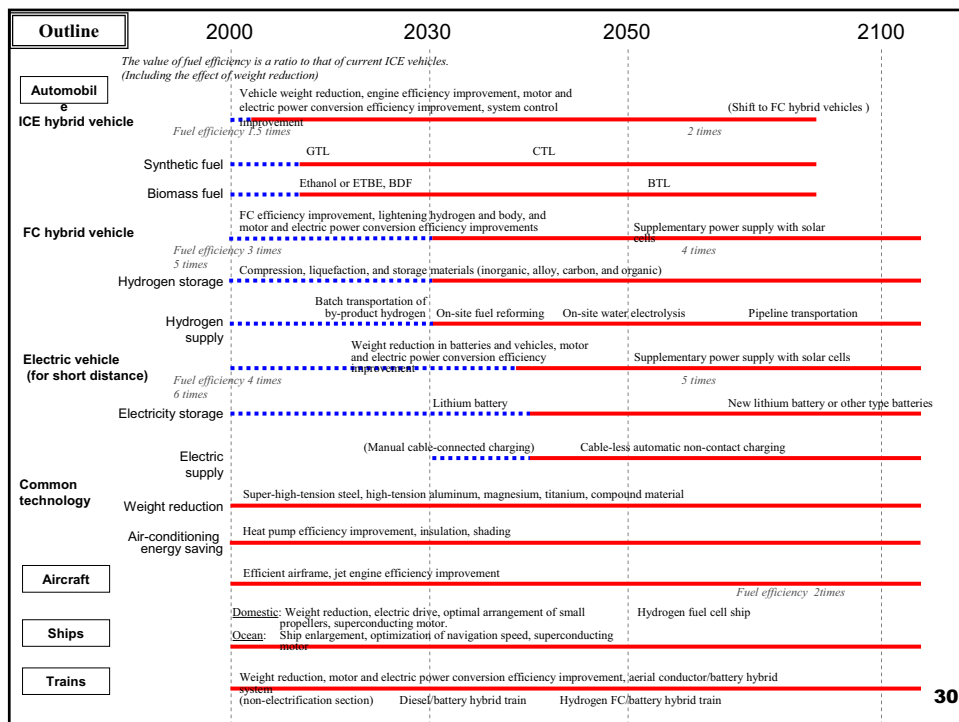 Outline
2000 2030 2050 2100
The value of fuel efficiency is a ratio to that of current ICE vehicles.
(Including the effect of weight reduction)
Automobil
e
ICE hybrid vehicle
Vehicle weight reduction, engine efficiency improvement, motor and
electric power conversion efficiency improvement, system control
improvement
(Shift to FC hybrid vehicles )
Fuel efficiency 1.5 times
2 times
GTL
CTL
Synthetic fuel
Ethanol or ETBE, BDF
BTL
Biomass fuel
FC hybrid vehicle
FC efficiency improvement, lightening hydrogen and body, and
motor and electric power conversion efficiency improvements
Supplementary power supply with solar
cells
Fuel efficiency 3 times
4 times
5 times
Compression, liquefaction, and storage materials (inorganic, alloy, carbon, and organic)
Hydrogen storage
Batch transportation of
by-product hydrogen
On-site fuel reforming
On-site water electrolysis
Pipeline transportation
Hydrogen
supply
Electric vehicle
(for short distance)
Weight reduction in batteries and vehicles, motor
and electric power conversion efficiency
improvement
Supplementary power supply with solar cells
Fuel efficiency 4 times
5 times
6 times
Lithium battery
New lithium battery or other type batteries
Electricity storage
(Manual cable-connected charging)
Cable-less automatic non-contact charging
Electric
supply
Common
technology
Super-high-tension steel, high-tension aluminum, magnesium, titanium, compound material
Weight reduction
Heat pump efficiency improvement, insulation, shading
Air-conditioning
energy saving
Aircraft
Efficient airframe, jet engine efficiency improvement
Fuel efficiency 2times
Ships
Domestic: Weight reduction, electric drive, optimal arrangement of small
propellers, superconducting motor.
Hydrogen fuel cell ship
Ocean: Ship enlargement, optimization of navigation speed, superconducting
motor
Trains
Weight reduction, motor and electric power conversion efficiency improvement, aerial conductor/battery hybrid
system
(non-electrification section)
Diesel/battery hybrid train
Hydrogen FC/battery hybrid train
30